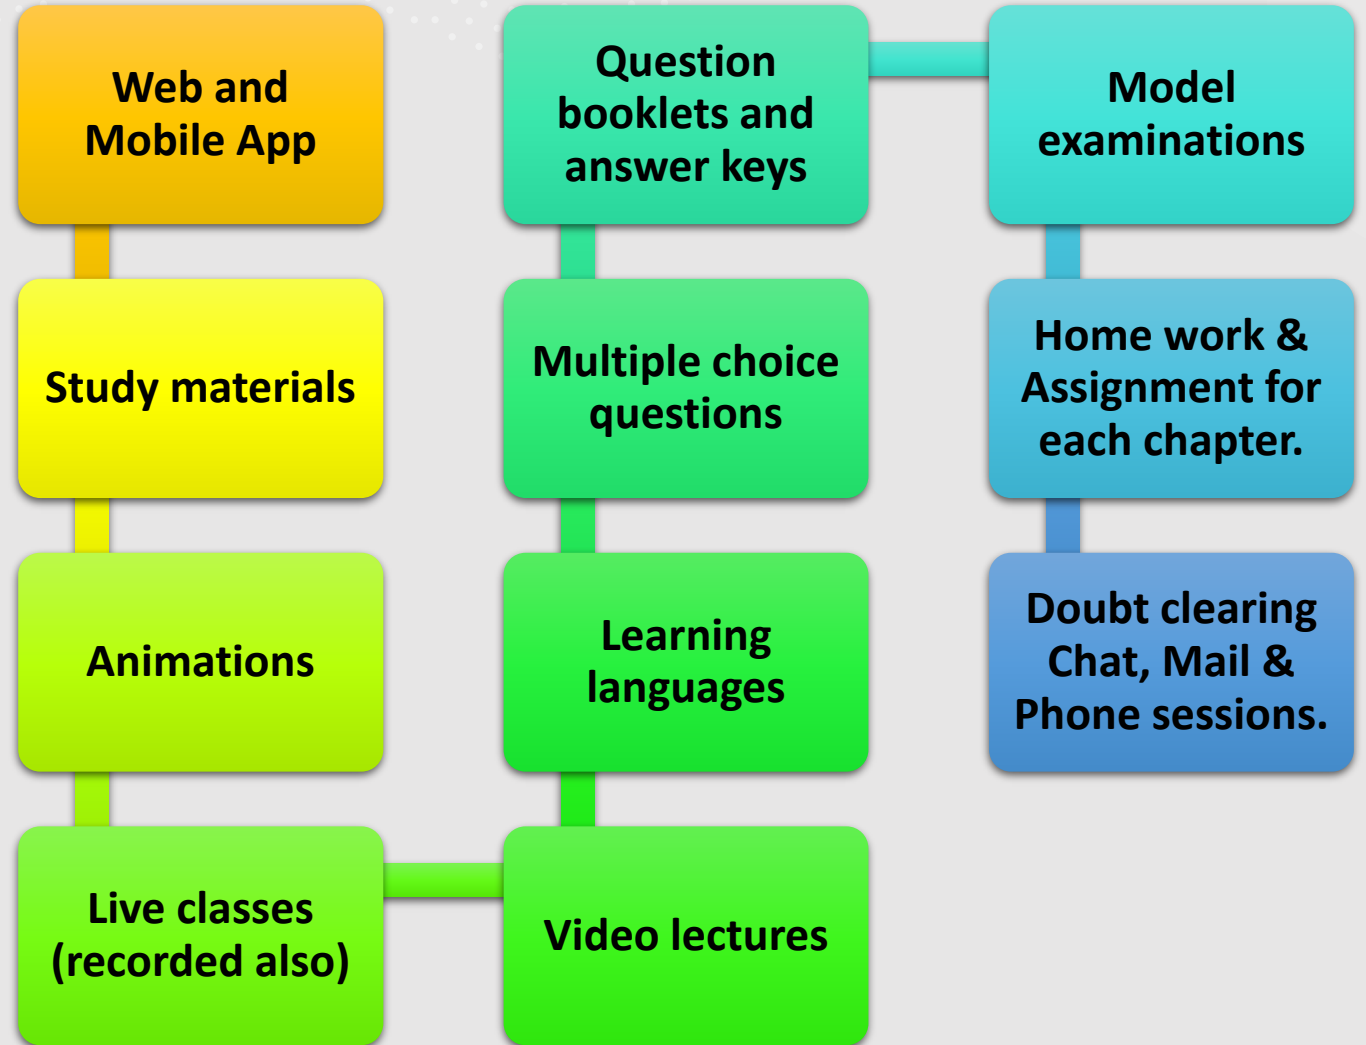 Web and
Mobile App
Study materials
Animations
Live classes
(recorded also)
Video lectures
Learning
languages
Multiple choice
questions
Question
booklets and
answer keys
Model
examinations
Home work &
Assignment for
each chapter.
Doubt clearing
Chat, Mail &
Phone sessions.